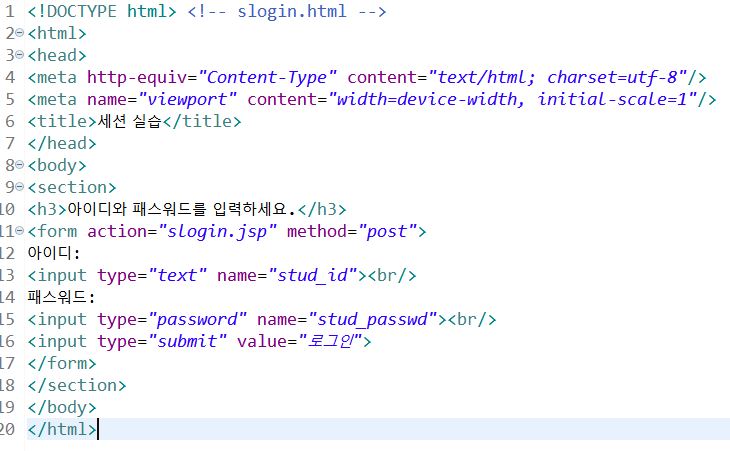 1 <!DOCTYPE html> <!-- slogin.html -->
2 <html>
3 <head>
4 <meta http-equiv="Content-Type" content="text/html; charset=utf-8"/>
5 <meta name="viewport" content="width=device-width, initial-scale=1"/>
6 <title>세션 실습</title>
7 </head>
8 <body>
9 <section>
10 <h3>아이디와 패스워드를 입력하세요.</h3>
11 <form action="slogin.jsp" method="post">
12 아이디:
13 <input type="text" name="stud_id"><br/>
14 패스워드:
15 <input type="password" name="stud_passwd"><br/>
16 <input type="submit" value="로그인">
17 </form>
18 </section>
19 </body>
20 </html>